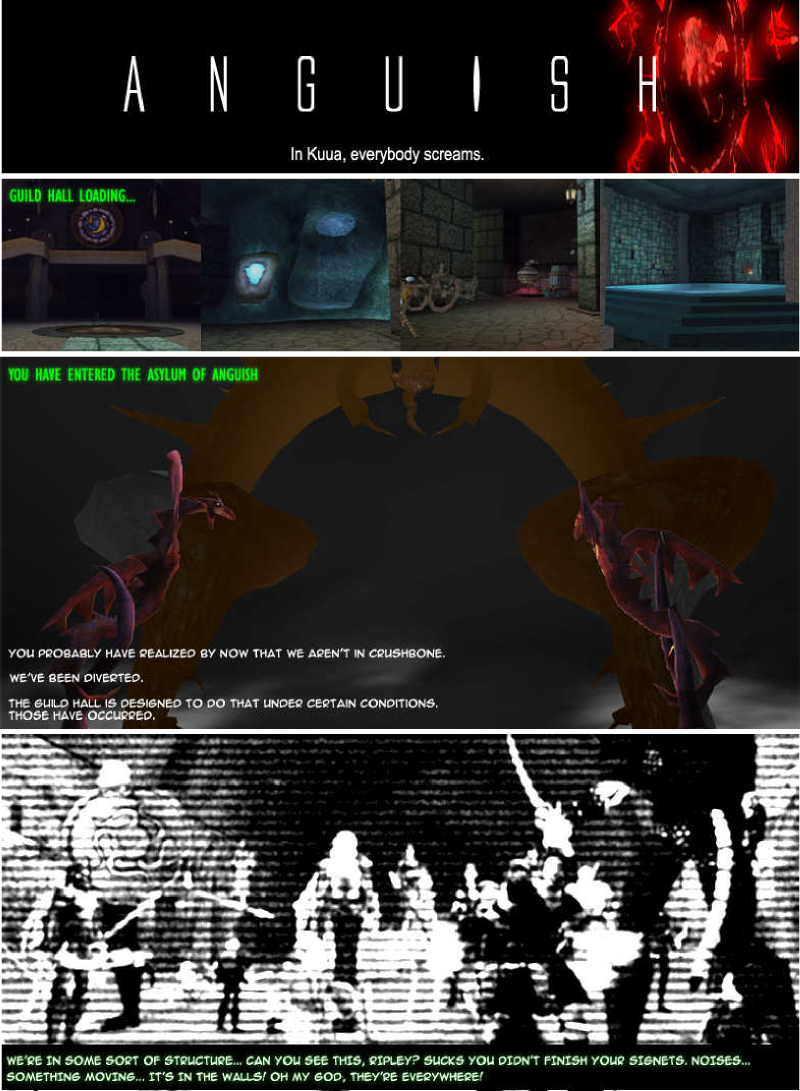 ANGUISH
In Kuua, everybody screams.
GUILD HALL LOADING...
YOU HAVE ENTERED THE ASYLUM OF ANGUISH
YOU PROBABLY HAVE REALIZED BY NOW THAT WE AREN'T IN CRUSHBONE.
WE'VE BEEN DIVERTED.
THE GUILD HALL IS DESIGNED TO DO THAT UNDER CERTAIN CONDITIONS.
THOSE HAVE OCCURRED.
WE'RE IN SOME SORT OF STRUCTURE... CAN YOU SEE THIS, RIPLEY? SUCKS YOU DIDN'T FINISH YOUR SIGNETS. NOISES...
SOMETHING MOVING... IT'S IN THE WALLS! OH MY GOD, THEY'RE EVERYWHERE!